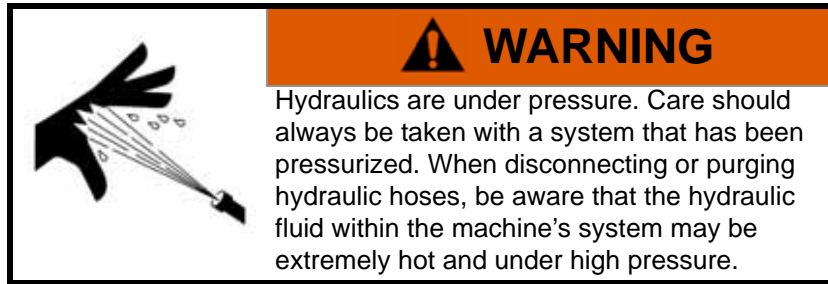 WARNING
Hydraulics are under pressure. Care should
always be taken with a system that has been
pressurized. When disconnecting or purging
hydraulic hoses, be aware that the hydraulic
fluid within the machine's system may be
extremely hot and under high pressure.